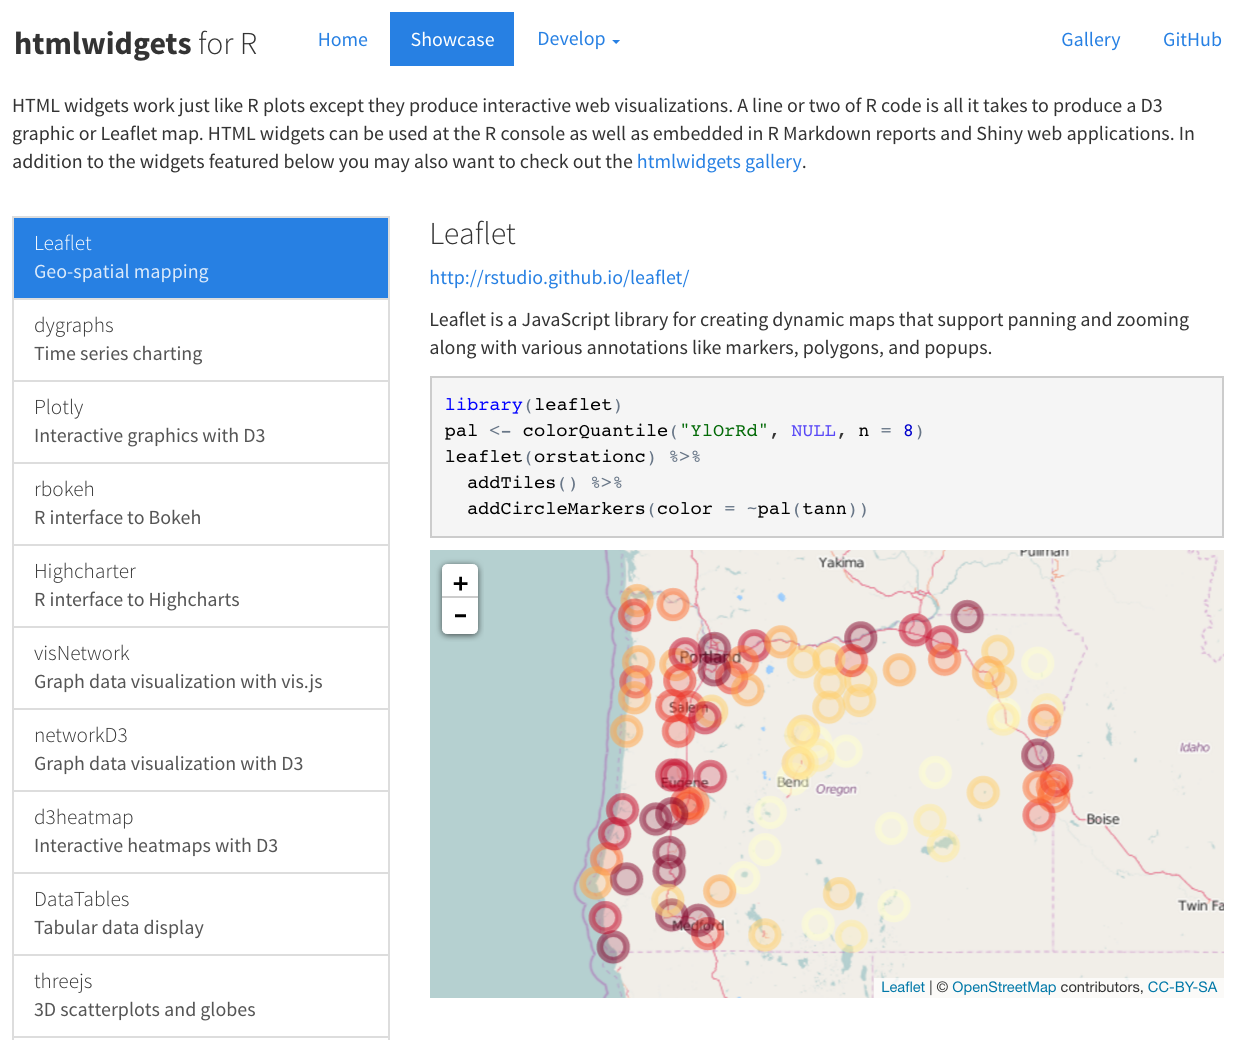 htmlwidgets for R
Home
Showcase
Develop
Gallery
GitHub
HTML widgets work just like R plots except they produce interactive web visualizations. A line or two of R code is all it takes to produce a D3
graphic or Leaflet map. HTML widgets can be used at the R console as well as embedded in R Markdown reports and Shiny web applications. In
addition to the widgets featured below you may also want to check out the htmlwidgets gallery.
Leaflet
Geo-spatial mapping
dygraphs
Time series charting
Plotly
Interactive graphics with D3
rbokeh
R interface to Bokeh
Highcharter
R interface to Highcharts
visNetwork
Graph data visualization with vis.js
networkD3
Graph data visualization with D3
d3heatmap
Interactive heatmaps with D3
DataTables
Tabular data display
threejs
3D scatterplots and globes
Leaflet
http://rstudio.github.io/leaflet/
Leaflet is a JavaScript library for creating dynamic maps that support panning and zooming
along with various annotations like markers, polygons, and popups.
library(leaflet)
pal <- colorQuantile("YlOrRd", NULL, n = 8)
leaflet(orstationc) %>%
  addTiles() %>%
  addCircleMarkers(color = ~pal(tann))
+
-
Pullman
Yakima
Portland
Salem
Idaho
Eugene
Bend
Oregon
Boise
Twin Fa
Medford
Leaflet | © OpenStreetMap contributors, CC-BY-SA